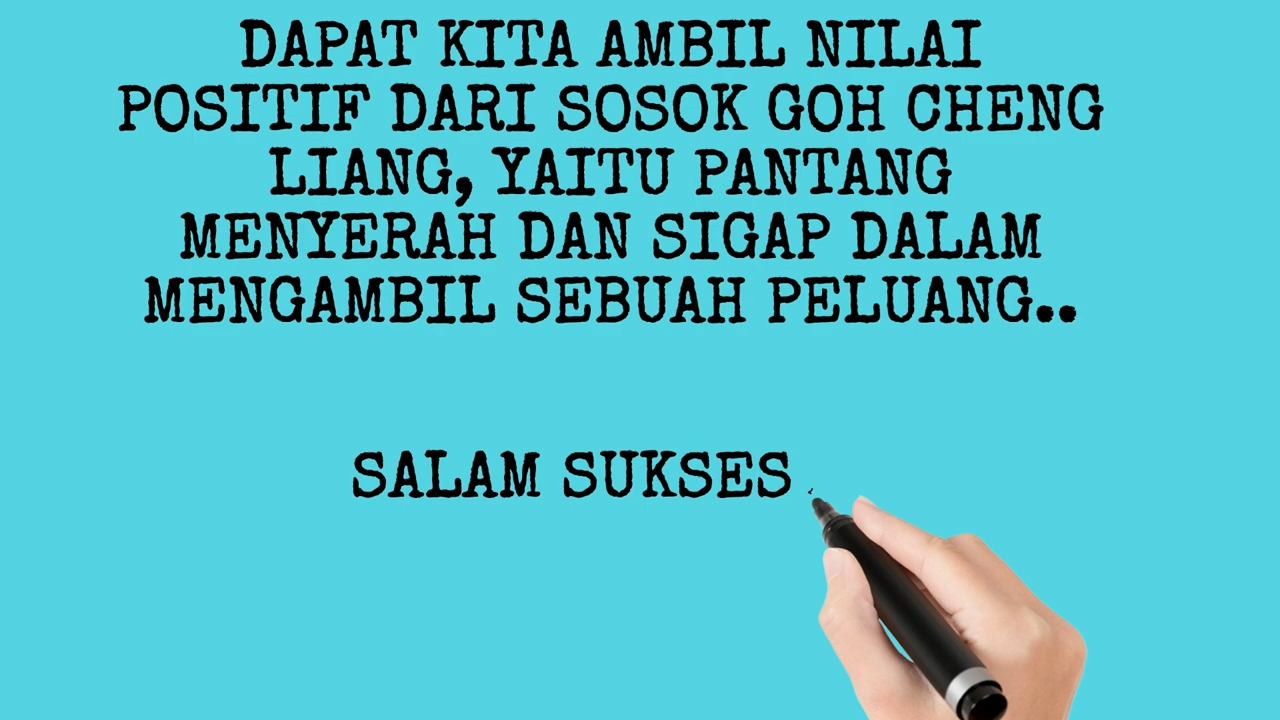 DAPAT KITA AMBIL NILAI
POSITIF DARI SOSOK GOH CHENG
LIANG, YAITU PANTANG
MENYERAH DAN SIGAP DALAM
MENGAMBIL SEBUAH PELUANG..
SALAM SUKSES